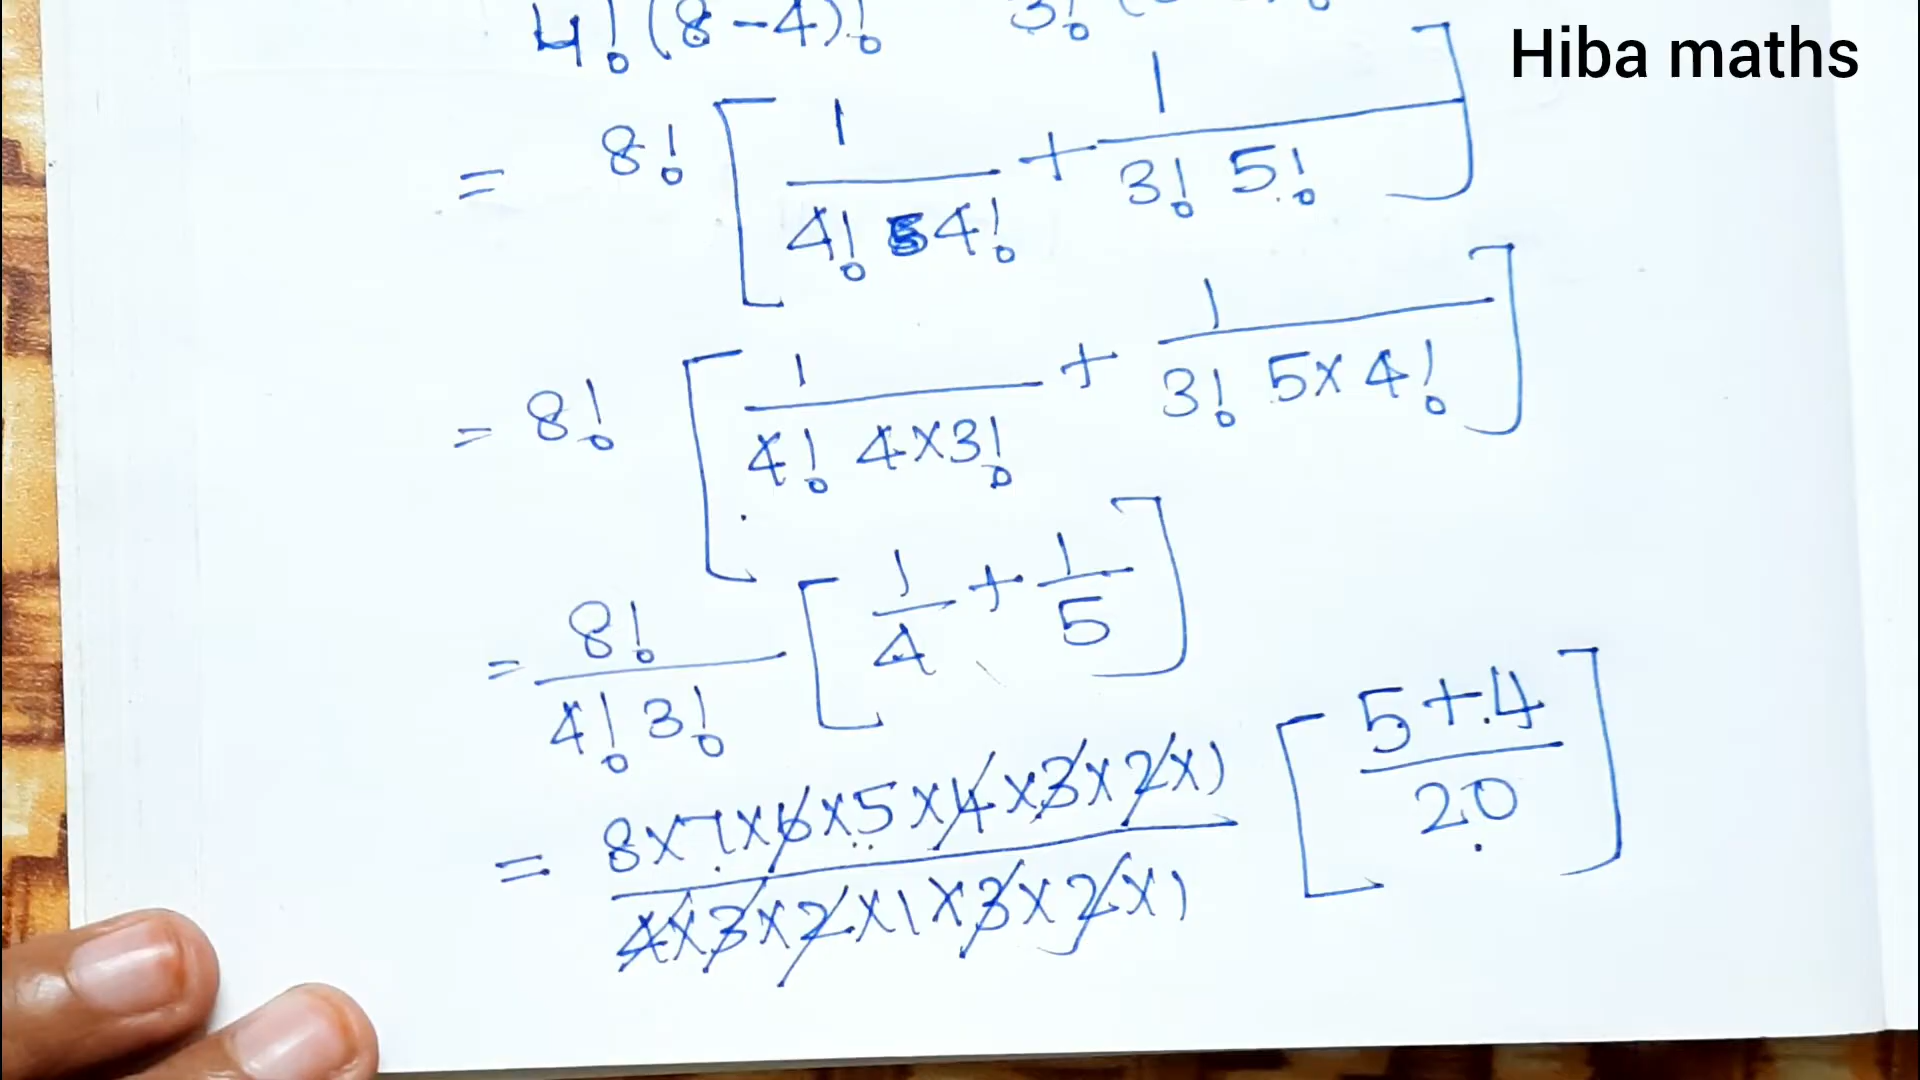 Hiba maths
4!(8-4)! 3!
= 8! [ 1/(4! 4!) + 1/(3! 5!) ]
= 8! [ 1/(4! 4×3!) + 1/(3! 5×4!) ]
= 8!/(4! 3!) [ 1/4 + 1/5 ]
= (8×7×6×5×4×3×2×1)/(4×3×2×1×3×2×1) [ (5+4)/20 ]